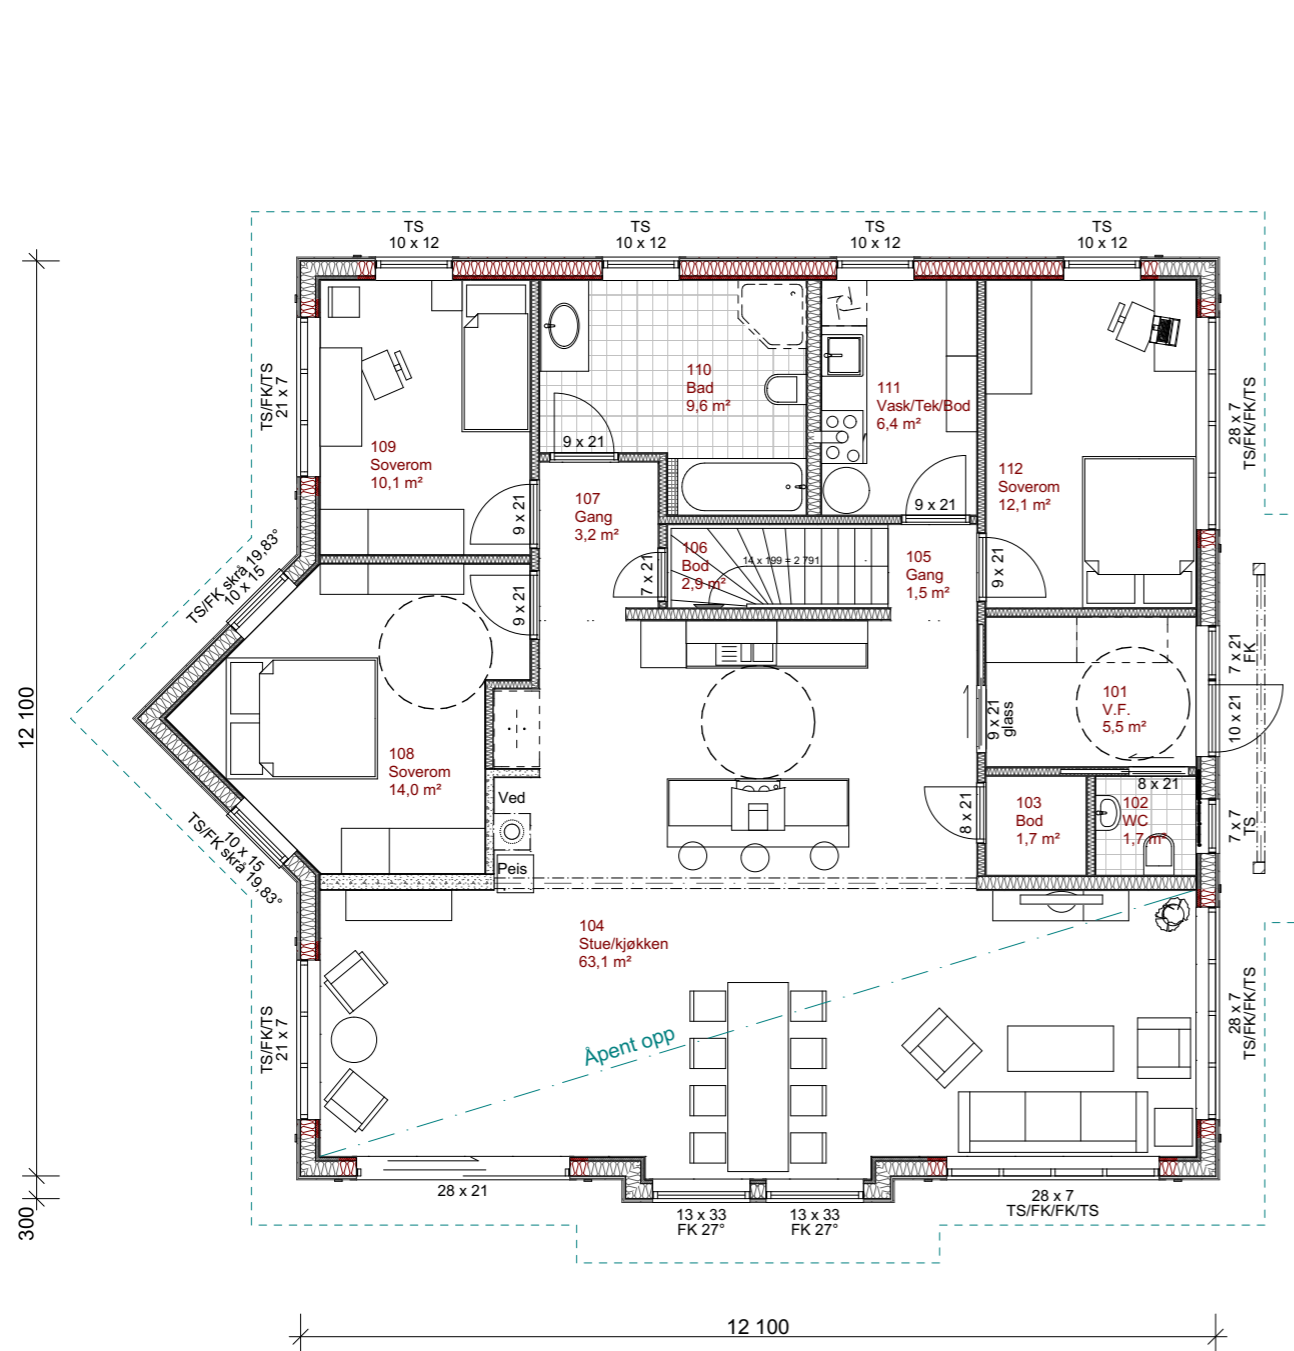 TS
10 x 12
TS
10 x 12
TS
10 x 12
TS
10 x 12
TS/FK/TS
21 x 7
28 x 7
TS/FK/FK/TS
109
Soverom
10,1 m²
110
Bad
9,6 m²
111
Vask/Tek/Bod
6,4 m²
112
Soverom
12,1 m²
9 x 21
9 x 21
9 x 21
107
Gang
3,2 m²
106
Bod
2,9 m²
14 x 199 = 2 791
105
Gang
1,5 m²
7 x 21
9 x 21
9 x 21
TS/FK skrå 19,83°
10 x 15
12 100
108
Soverom
14,0 m²
101
V.F.
5,5 m²
9 x 21
glass
7 x 21
FK
10 x 21
8 x 21
Ved
Peis
8 x 21
103
Bod
1,7 m²
102
WC
1,7 m²
7 x 7
TS
10 x 15
TS/FK skrå 19,83°
104
Stue/kjøkken
63,1 m²
Åpent opp
TS/FK/TS
21 x 7
28 x 7
TS/FK/FK/TS
28 x 21
13 x 33
FK 27°
13 x 33
FK 27°
28 x 7
TS/FK/FK/TS
300
12 100